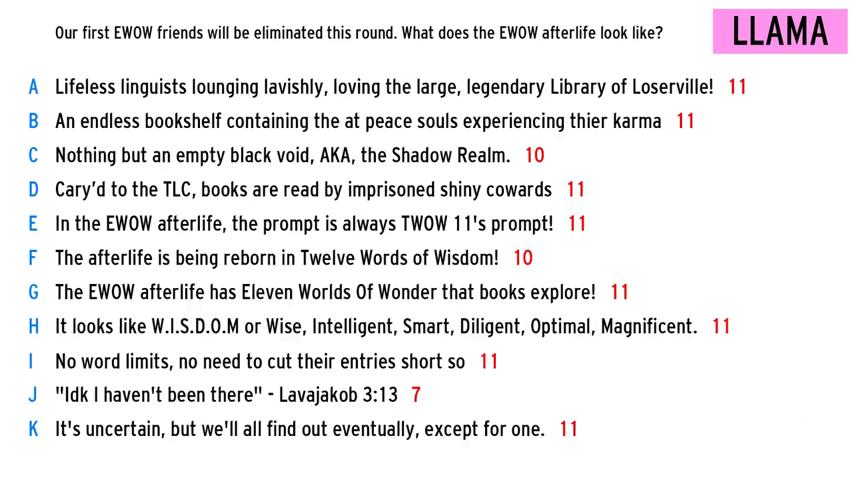 Our first EWOW friends will be eliminated this round. What does the EWOW afterlife look like?
LLAMA
A Lifeless linguists lounging lavishly, loving the large, legendary Library of Loserville! 11
B An endless bookshelf containing the at peace souls experiencing thier karma 11
C Nothing but an empty black void, AKA, the Shadow Realm. 10
D Cary'd to the TLC, books are read by imprisoned shiny cowards 11
E In the EWOW afterlife, the prompt is always TWOW 11's prompt! 11
F The afterlife is being reborn in Twelve Words of Wisdom! 10
G The EWOW afterlife has Eleven Worlds Of Wonder that books explore! 11
H It looks like W.I.S.D.O.M or Wise, Intelligent, Smart, Diligent, Optimal, Magnificent. 11
I No word limits, no need to cut their entries short so 11
J "Idk I haven't been there" - Lavajakob 3:13 7
K It's uncertain, but we'll all find out eventually, except for one. 11